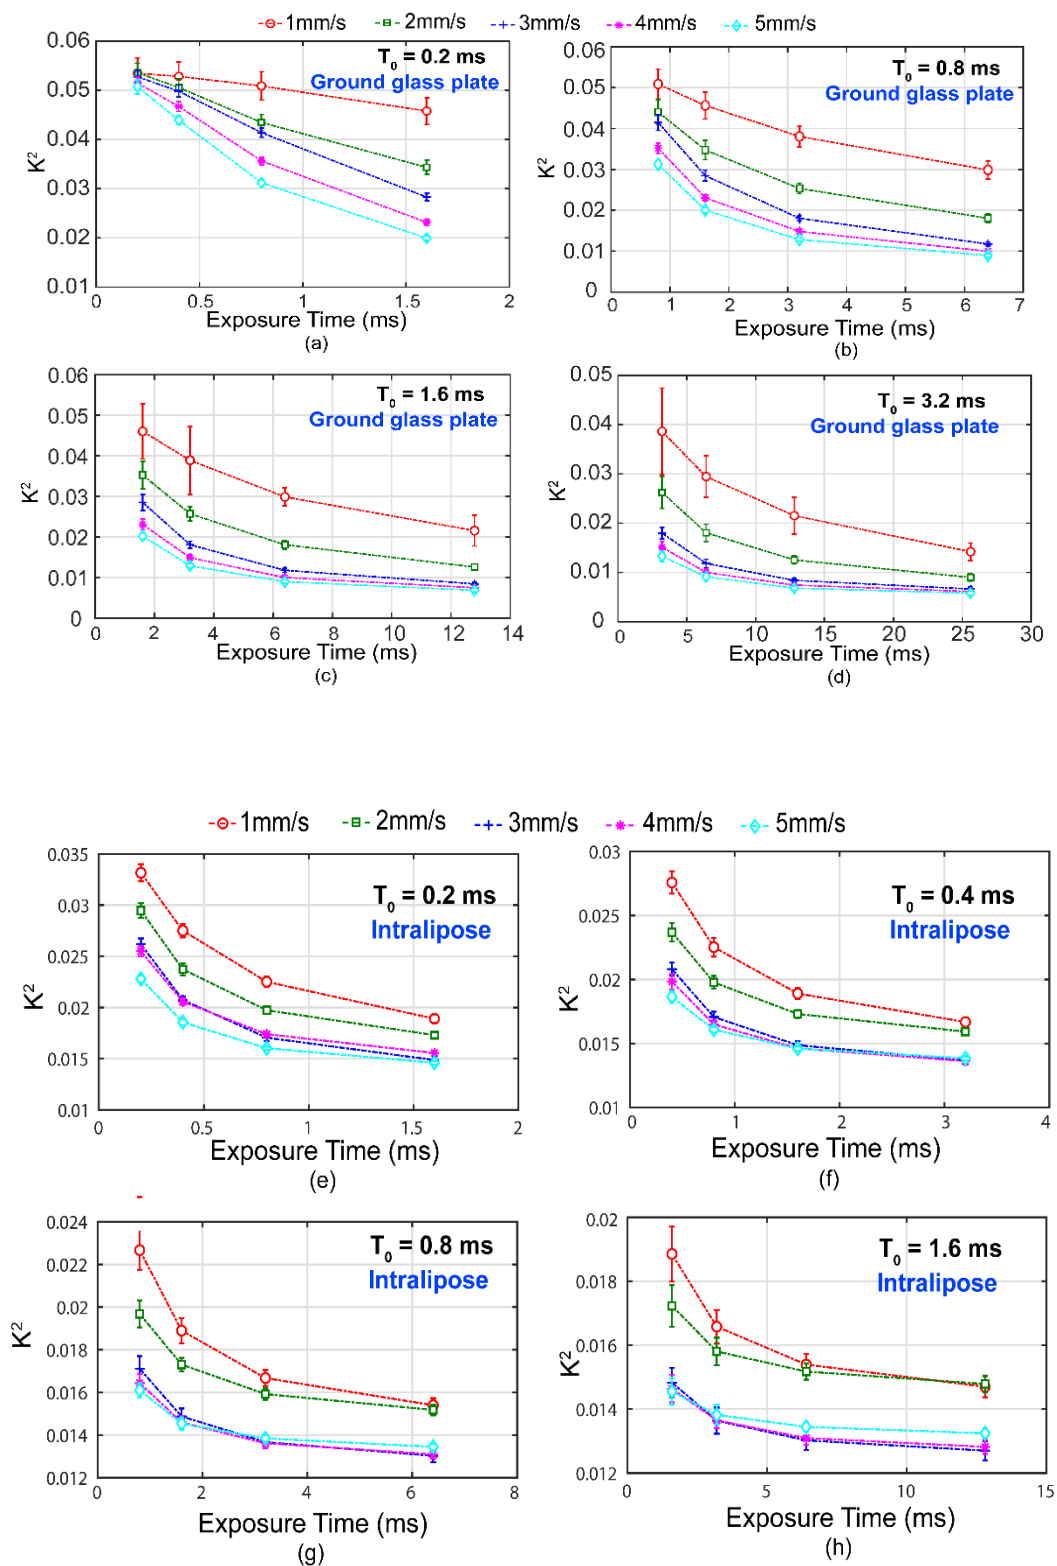 1mm/s 2mm/s 3mm/s 4mm/s 5mm/s
0.06
0.05
0.04
0.03
0.02
0.01
K²
T₀ = 0.2 ms
Ground glass plate
0 0.5 1 1.5 2
Exposure Time (ms)
(a)
0.06
0.05
0.04
0.03
0.02
0.01
0
K²
T₀ = 0.8 ms
Ground glass plate
1 2 3 4 5 6 7
Exposure Time (ms)
(b)
0.06
0.05
0.04
0.03
0.02
0.01
0
K²
T₀ = 1.6 ms
Ground glass plate
0 2 4 6 8 10 12 14
Exposure Time (ms)
(c)
0.05
0.04
0.03
0.02
0.01
0
K²
T₀ = 3.2 ms
Ground glass plate
0 5 10 15 20 25 30
Exposure Time (ms)
(d)
1mm/s 2mm/s 3mm/s 4mm/s 5mm/s
0.035
0.03
0.025
0.02
0.015
0.01
K²
T₀ = 0.2 ms
Intralipose
0 0.5 1 1.5 2
Exposure Time (ms)
(e)
0.03
0.025
0.02
0.015
0.01
K²
T₀ = 0.4 ms
Intralipose
0 1 2 3 4
Exposure Time (ms)
(f)
0.024
0.022
0.02
0.018
0.016
0.014
0.012
K²
T₀ = 0.8 ms
Intralipose
0 2 4 6 8
Exposure Time (ms)
(g)
0.02
0.018
0.016
0.014
0.012
K²
T₀ = 1.6 ms
Intralipose
0 5 10 15
Exposure Time (ms)
(h)